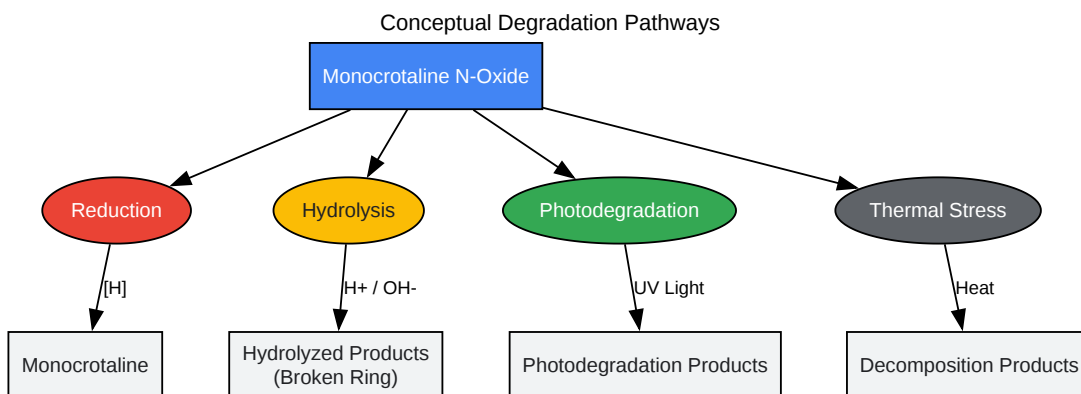 Conceptual Degradation Pathways
Monocrotaline N-Oxide
Reduction
Hydrolysis
Photodegradation
Thermal Stress
[H]
H+ / OH-
UV Light
Heat
Monocrotaline
Hydrolyzed Products
(Broken Ring)
Photodegradation Products
Decomposition Products